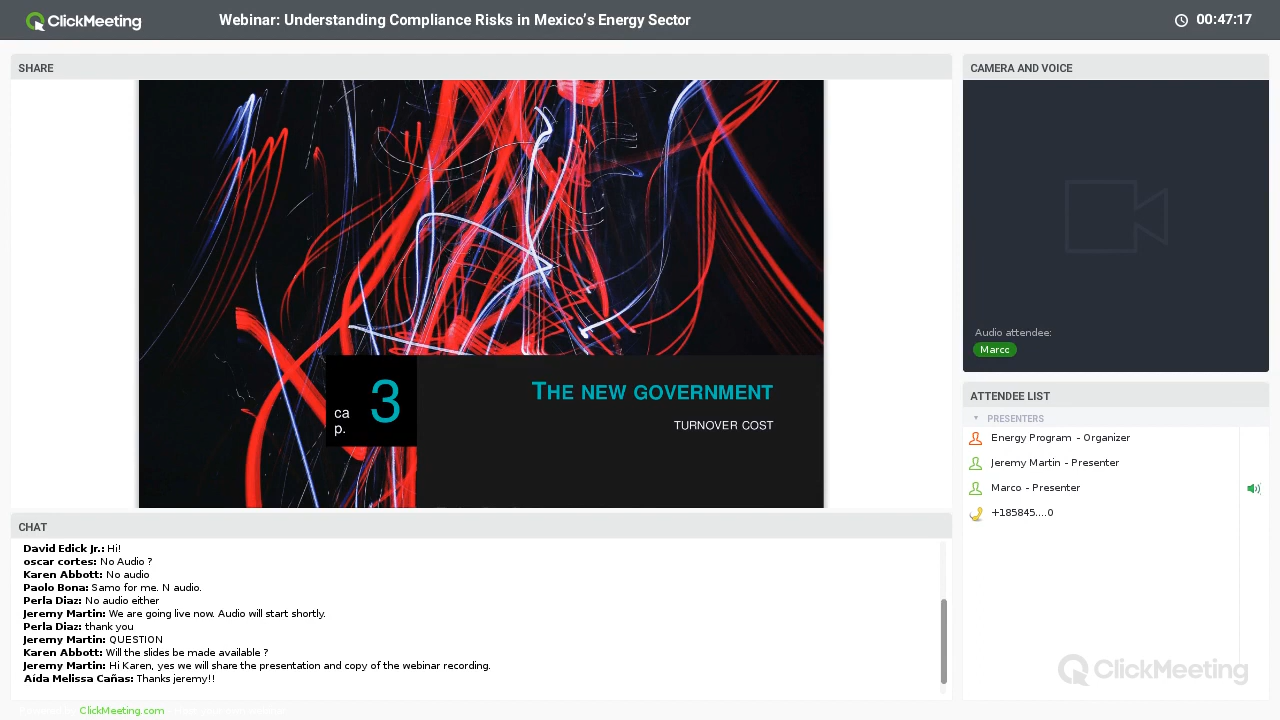 ClickMeeting
Webinar: Understanding Compliance Risks in Mexico’s Energy Sector
00:47:17
SHARE
3
ca
p.
THE NEW GOVERNMENT
TURNOVER COST
CAMERA AND VOICE
Audio attendee:
Marco
ATTENDEE LIST
PRESENTERS
Energy Program - Organizer
Jeremy Martin - Presenter
Marco - Presenter
+185845....0
CHAT
David Edick Jr.: Hi!
oscar cortes: No Audio ?
Karen Abbott: No audio
Paolo Bona: Samo for me. N audio.
Perla Diaz: No audio either
Jeremy Martin: We are going live now. Audio will start shortly.
Perla Diaz: thank you
Jeremy Martin: QUESTION
Karen Abbott: Will the slides be made available ?
Jeremy Martin: Hi Karen, yes we will share the presentation and copy of the webinar recording.
Aída Melissa Cañas: Thanks jeremy!!
ClickMeeting
ClickMeeting.com